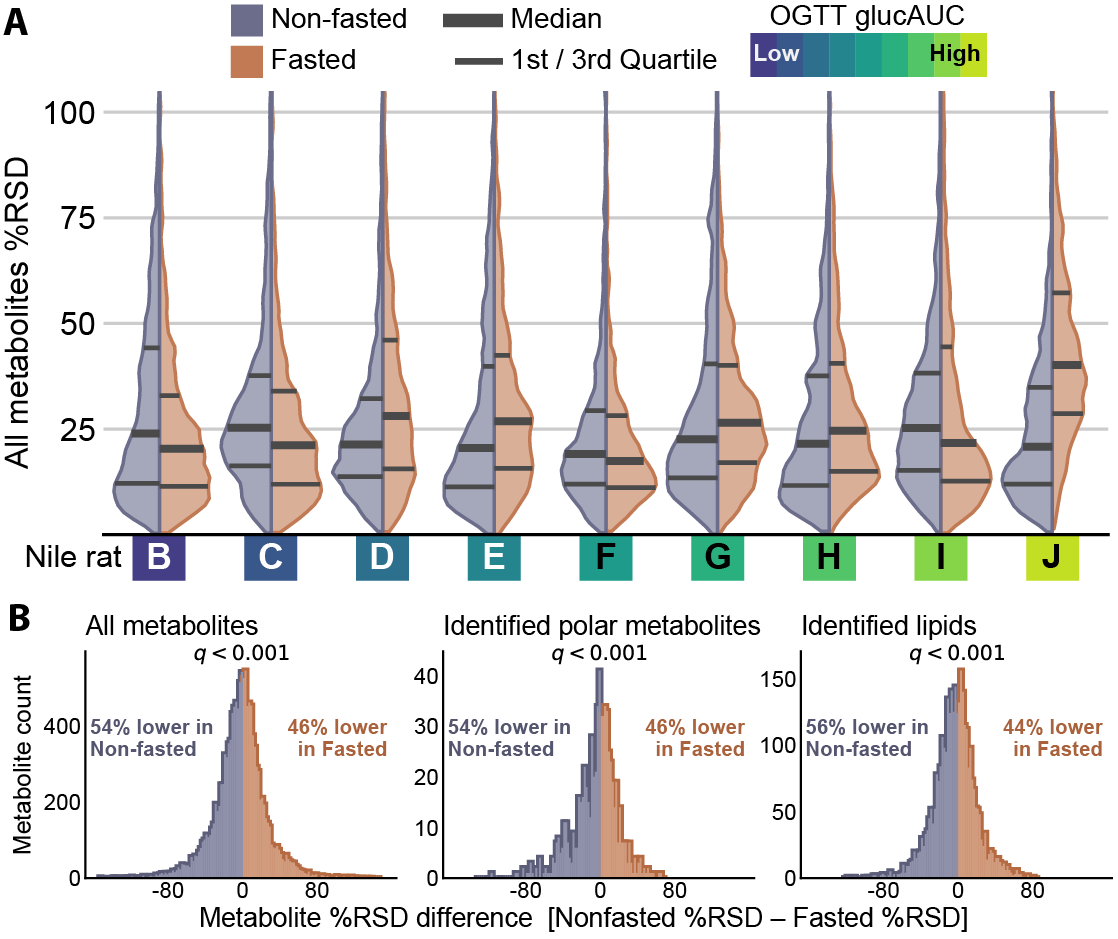 A
Non-fasted
Fasted
Median
1st / 3rd Quartile
OGTT glucAUC
Low High
All metabolites %RSD
100
75
50
25
Nile rat B C D E F G H I J
B
All metabolites
q < 0.001
Metabolite count
400
200
0
54% lower in
Non-fasted
46% lower
in Fasted
-80 0 80
Identified polar metabolites
q < 0.001
40
30
20
10
0
54% lower in
Non-fasted
46% lower
in Fasted
-80 0 80
Identified lipids
q < 0.001
150
100
50
0
56% lower in
Non-fasted
44% lower
in Fasted
-80 0 80
Metabolite %RSD difference [Nonfasted %RSD – Fasted %RSD]